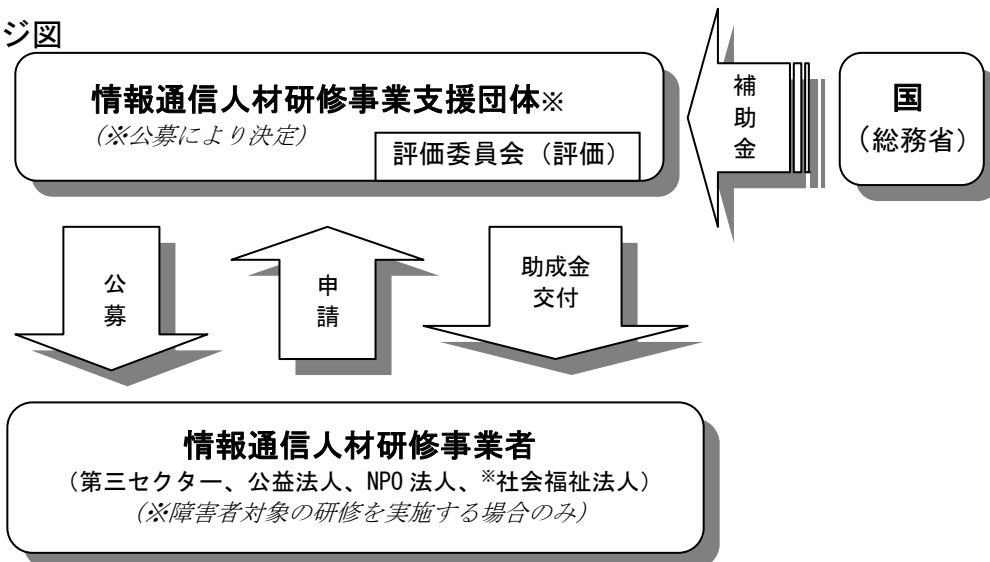 ジ図
情報通信人材研修事業支援団体※
(※公募により決定)
評価委員会（評価）
補助金
国
（総務省）
公募
申請
助成金
交付
情報通信人材研修事業者
（第三セクター、公益法人、NPO法人、※社会福祉法人）
(※障害者対象の研修を実施する場合のみ)